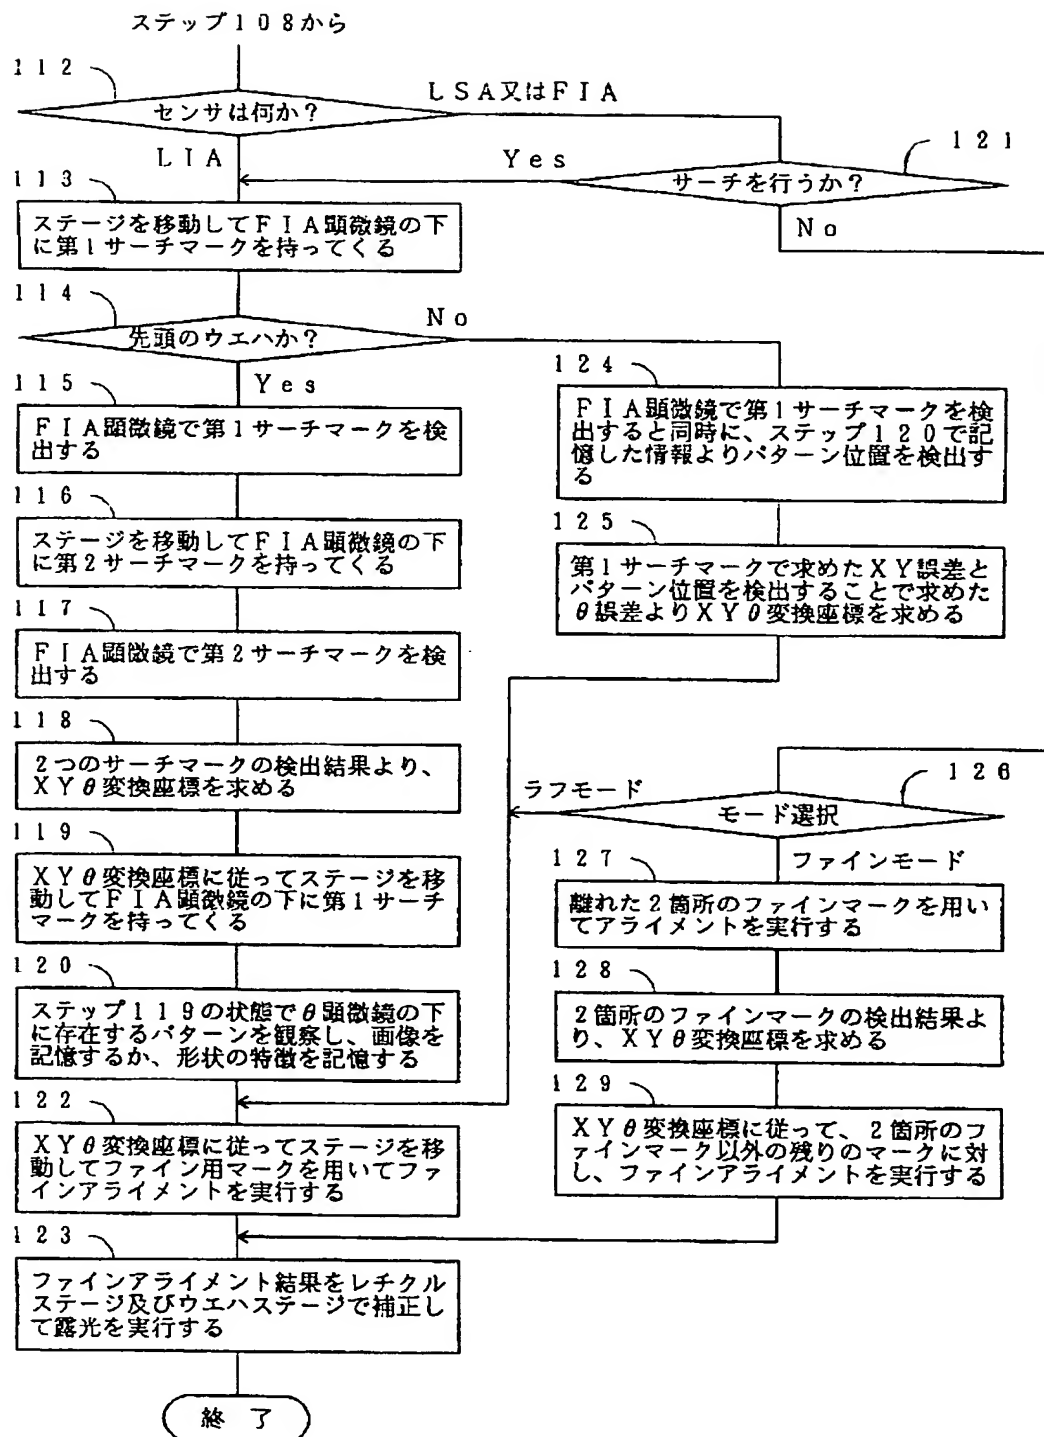 ステップ108から
112
センサは何か?
LSA又はFIA
LIA
Yes
121
サーチを行うか?
No
113
ステージを移動してFIA顕微鏡の下
に第1サーチマークを持ってくる
114
先頭のウエハか?
No
Yes
115
FIA顕微鏡で第1サーチマークを検
出する
116
ステージを移動してFIA顕微鏡の下
に第2サーチマークを持ってくる
117
FIA顕微鏡で第2サーチマークを検
出する
118
2つのサーチマークの検出結果より、
XYθ変換座標を求める
119
XYθ変換座標に従ってステージを移
動してFIA顕微鏡の下に第1サーチ
マークを持ってくる
120
ステップ119の状態でθ顕微鏡の下
に存在するパターンを観察し、画像を
記憶するか、形状の特徴を記憶する
122
XYθ変換座標に従ってステージを移
動してファイン用マークを用いてファ
インアライメントを実行する
123
ファインアライメント結果をレチクル
ステージ及びウエハステージで補正し
て露光を実行する
終了
124
FIA顕微鏡で第1サーチマークを検
出すると同時に、ステップ120で記
憶した情報よりパターン位置を検出す
る
125
第1サーチマークで求めたXY誤差と
パターン位置を検出することで求めた
θ誤差よりXYθ変換座標を求める
126
ラフモード
モード選択
ファインモード
127
離れた2箇所のファインマークを用い
てアライメントを実行する
128
2箇所のファインマークの検出結果よ
り、XYθ変換座標を求める
129
XYθ変換座標に従って、2箇所のフ
ァインマーク以外の残りのマークに対
し、ファインアライメントを実行する